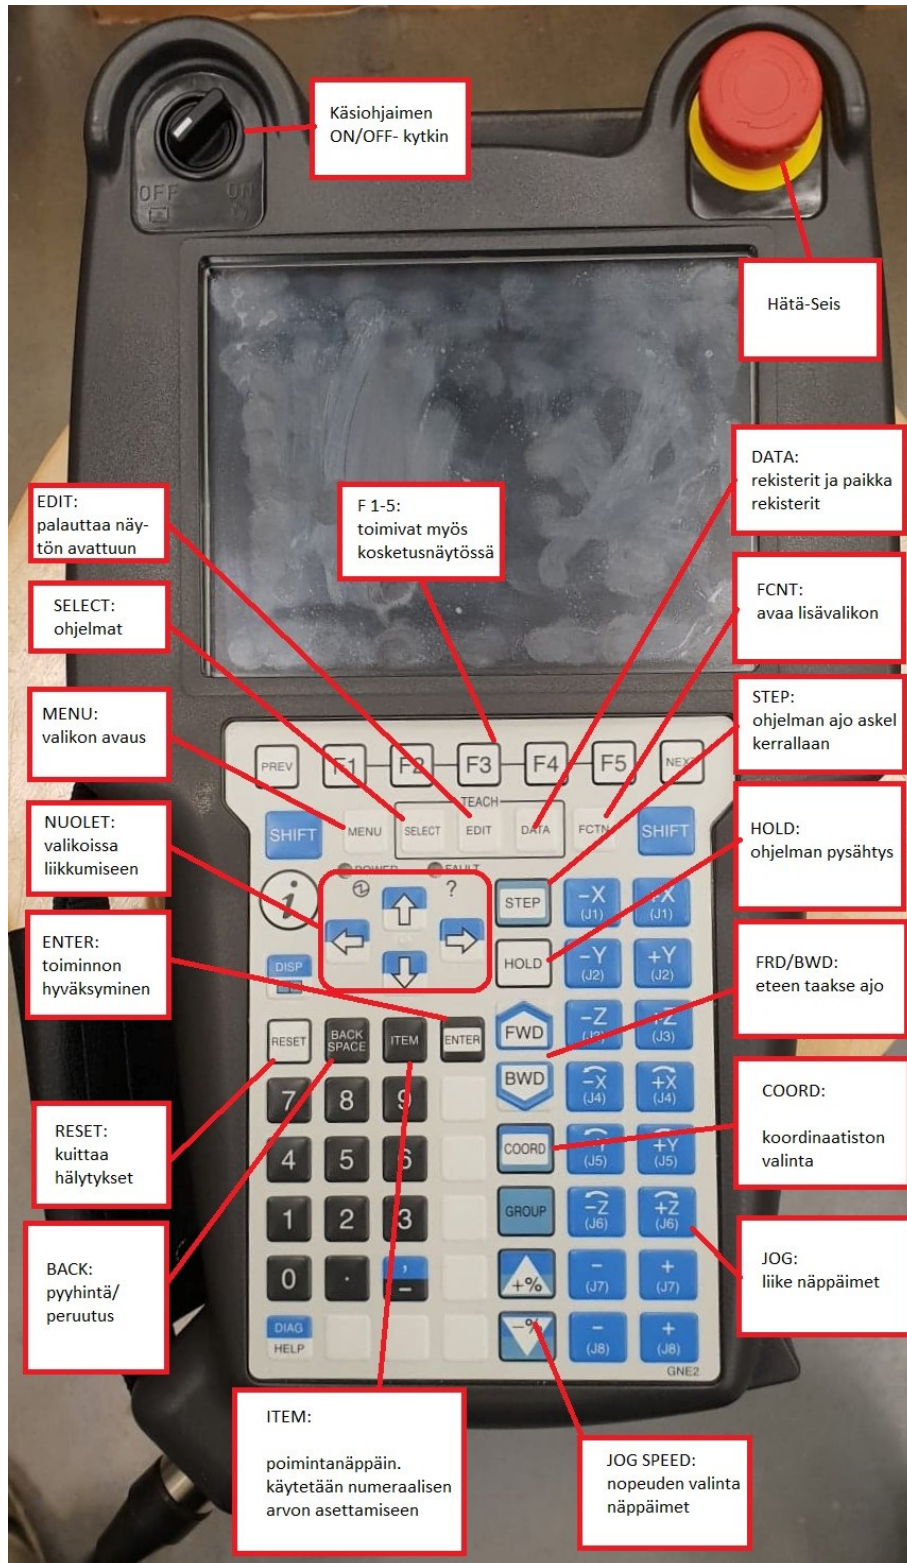 Käsiohjaimen
ON/OFF- kytkin
OFF
ON
Hätä-Seis
DATA:
rekisterit ja paikka
rekisterit
EDIT:
palauttaa näy-
tön avattuun
F 1-5:
toimivat myös
kosketusnäytössä
SELECT:
ohjelmat
FCNT:
avaa lisävalikon
MENU:
valikon avaus
STEP:
ohjelman ajo askel
kerrallaan
NUOLET:
valikoissa
liikkumiseen
HOLD:
ohjelman pysähtys
ENTER:
toiminnon
hyväksyminen
FRD/BWD:
eteen taakse ajo
RESET:
kuittaa
hälytykset
COORD:
koordinaatiston
valinta
BACK:
pyyhintä/
peruutus
JOG:
liike näppäimet
ITEM:
poimintanäppäin.
käytetään numeraalisen
arvon asettamiseen
JOG SPEED:
nopeuden valinta
näppäimet
PREV F1 F2 F3 F4 F5 NEXT
TEACH
SHIFT MENU SELECT EDIT DATA FCTN SHIFT
POWER FAULT
i ? STEP -X (J1) +X (J1)
HOLD -Y (J2) +Y (J2)
DISP
RESET BACK SPACE ITEM ENTER FWD -Z (J3) +Z (J3)
7 8 9 BWD -X (J4) +X (J4)
4 5 6 COORD -Y (J5) +Y (J5)
1 2 3 GROUP -Z (J6) +Z (J6)
0 . , - +% - (J7) + (J7)
DIAG HELP -% - (J8) + (J8)
GNE2